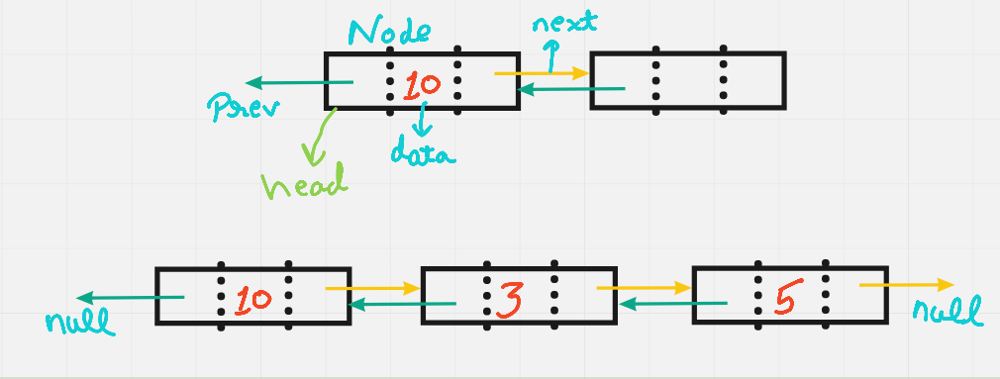 Node
next
10
Prev
data
head
10
3
5
null
null